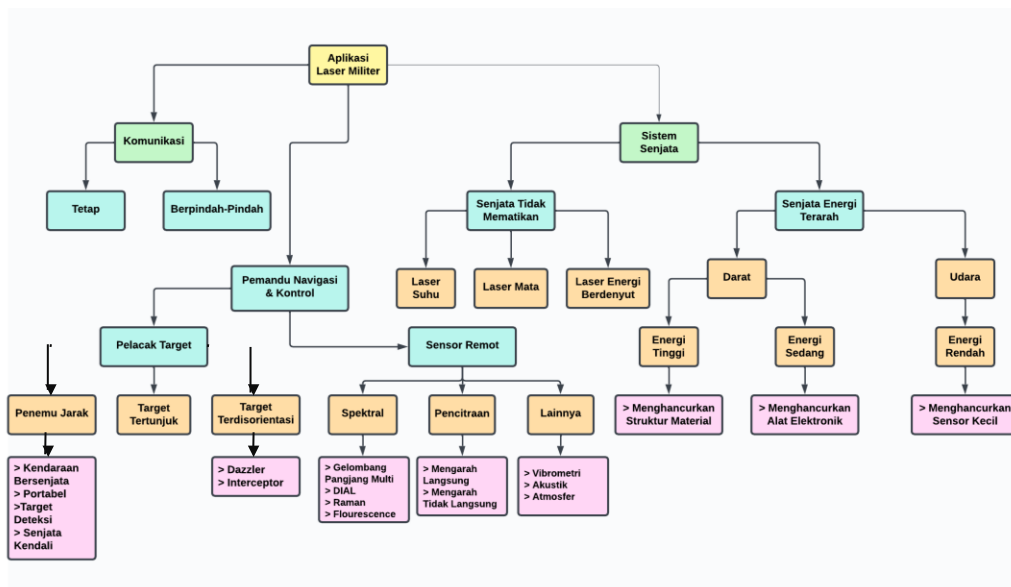 Aplikasi
Laser Militer
Komunikasi
Sistem
Senjata
Tetap
Berpindah-Pindah
Senjata Tidak
Mematikan
Senjata Energi
Terarah
Pemandu Navigasi
& Kontrol
Laser
Suhu
Laser Mata
Laser Energi
Berdenyut
Darat
Udara
Pelacak Target
Sensor Remot
Energi
Tinggi
Energi
Sedang
Energi
Rendah
Penemu Jarak
Target
Tertunjuk
Target
Terdisorientasi
Spektral
Pencitraan
Lainnya
> Menghancurkan
Struktur Material
> Menghancurkan
Alat Elektronik
> Menghancurkan
Sensor Kecil
> Kendaraan
Bersenjata
> Portabel
>Target
Deteksi
> Senjata
Kendali
> Dazzler
> Interceptor
> Gelombang
Pangjang Multi
> DIAL
> Raman
> Flourescence
> Mengarah
Langsung
> Mengarah
Tidak Langsung
> Vibrometri
> Akustik
> Atmosfer